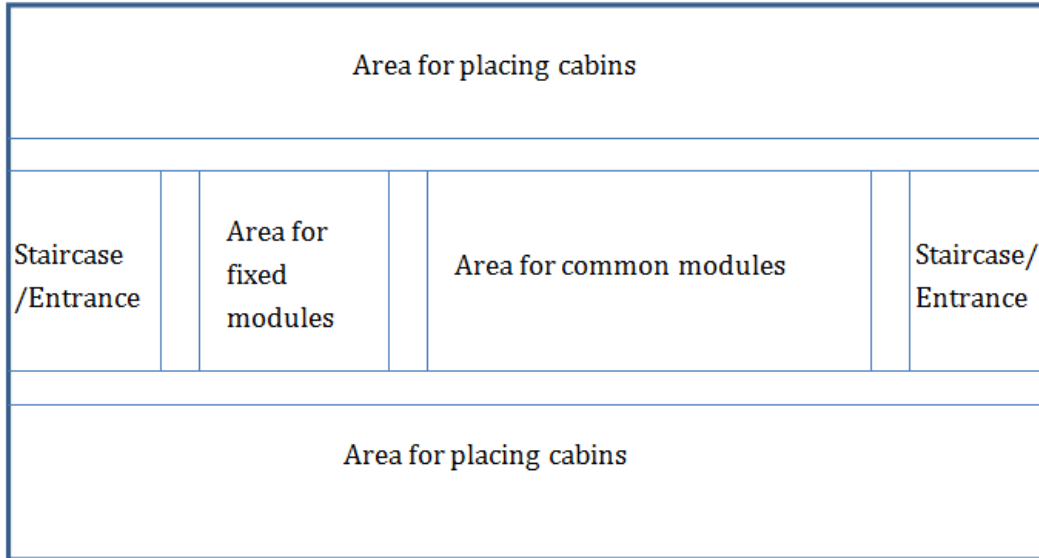 Area for placing cabins
Staircase
/Entrance
Area for
fixed
modules
Area for common modules
Staircase/
Entrance
Area for placing cabins